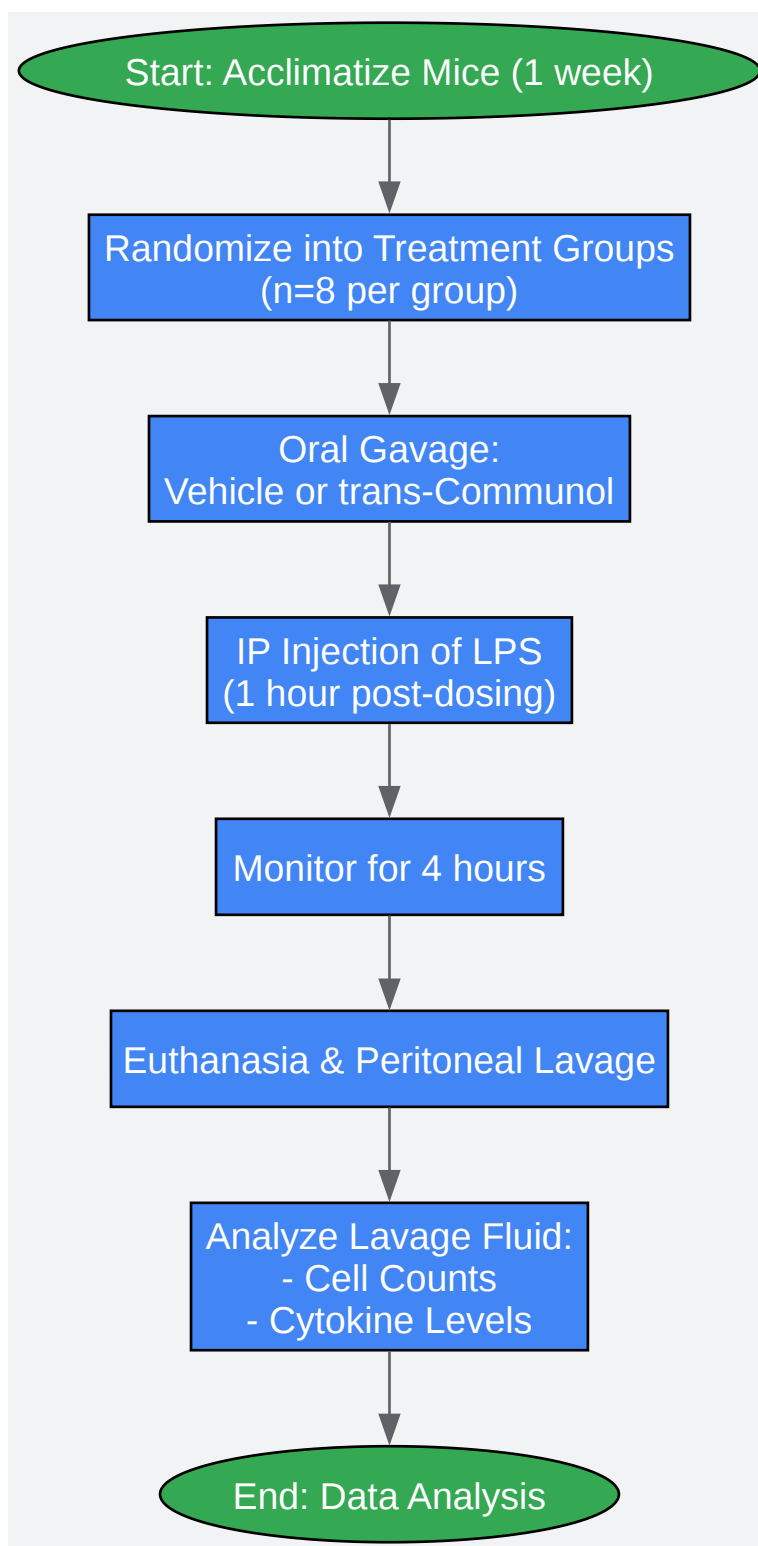 Start: Acclimatize Mice (1 week)
Randomize into Treatment Groups
(n=8 per group)
Oral Gavage:
Vehicle or trans-Communol
IP Injection of LPS
(1 hour post-dosing)
Monitor for 4 hours
Euthanasia & Peritoneal Lavage
Analyze Lavage Fluid:
- Cell Counts
- Cytokine Levels
End: Data Analysis